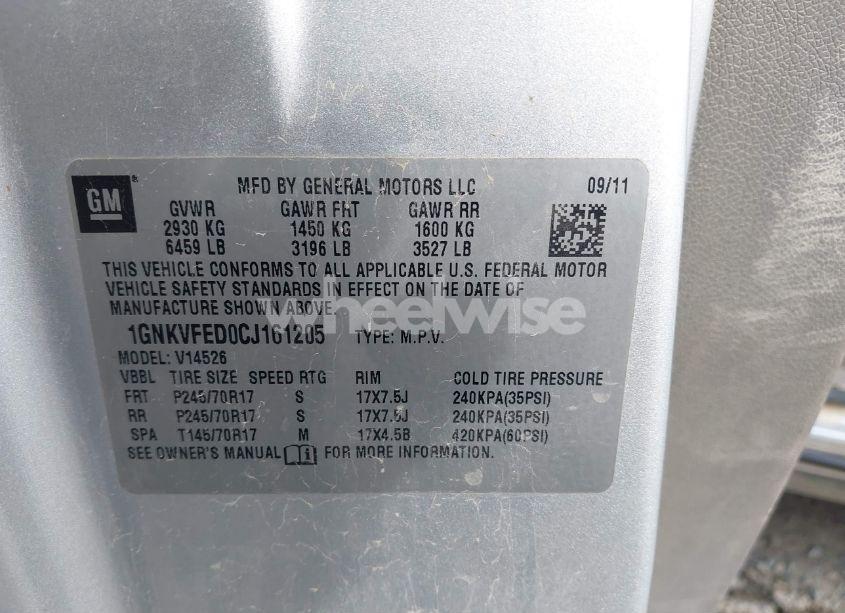 GM ® MFD BY GENERAL MOTORS LLC 09/11
GVWR GAWR FRT GAWR RR
2930 KG 1450 KG 1600 KG
6459 LB 3196 LB 3527 LB
THIS VEHICLE CONFORMS TO ALL APPLICABLE U.S. FEDERAL MOTOR
VEHICLE SAFETY STANDARDS IN EFFECT ON THE DATE OF
MANUFACTURE SHOWN ABOVE.
wheelwise
1GNKVFED0CJ161205 TYPE: M.P.V.
MODEL: V14526
VBBL TIRE SIZE SPEED RTG RIM COLD TIRE PRESSURE
FRT P245/70R17 S 17X7.5J 240KPA(35PSI)
RR P245/70R17 S 17X7.5J 240KPA(35PSI)
SPA T145/70R17 M 17X4.5B 420KPA(60PSI)
SEE OWNER'S MANUAL FOR MORE INFORMATION.